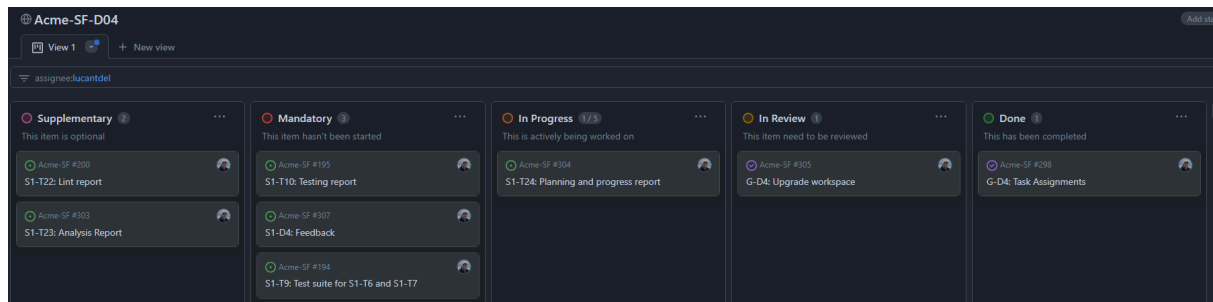 Acme-SF-D04
Add st
View 1
New view
assignee:lucantdel
Supplementary 2
This item is optional
Acme-SF #200
S1-T22: Lint report
Acme-SF #303
S1-T23: Analysis Report
Mandatory 3
This item hasn't been started
Acme-SF #195
S1-T10: Testing report
Acme-SF #307
S1-D4: Feedback
Acme-SF #194
S1-T9: Test suite for S1-T6 and S1-T7
In Progress 1 / 5
This is actively being worked on
Acme-SF #304
S1-T24: Planning and progress report
In Review 1
This item need to be reviewed
Acme-SF #305
G-D4: Upgrade workspace
Done 1
This has been completed
Acme-SF #298
G-D4: Task Assignments